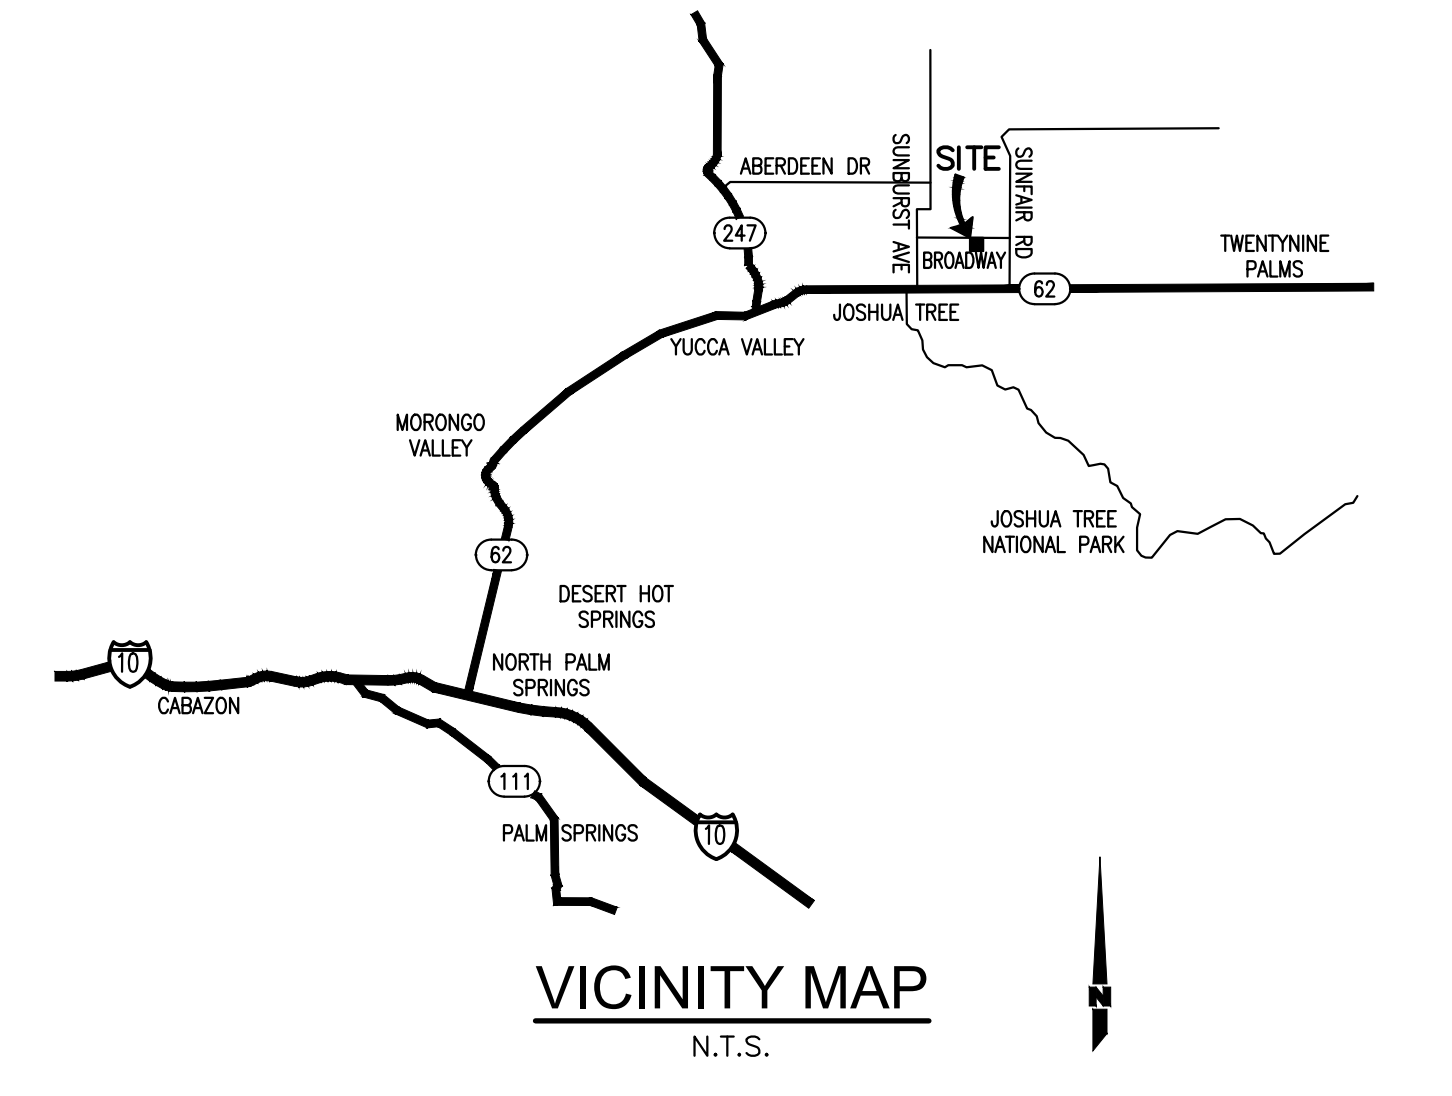 SITE
SUNBURST AVE
SUNFAIR RD
ABERDEEN DR
247
BROADWAY
TWENTYNINE
PALMS
62
JOSHUA TREE
YUCCA VALLEY
MORONGO
VALLEY
JOSHUA TREE
NATIONAL PARK
62
DESERT HOT
SPRINGS
10
NORTH PALM
SPRINGS
CABAZON
111
PALM SPRINGS
10
VICINITY MAP
N
N.T.S.